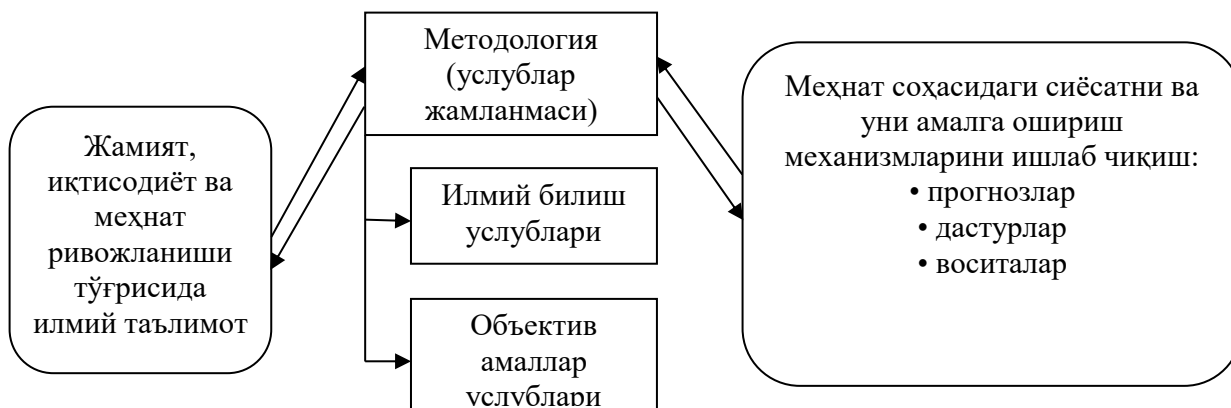 Жамият,
иқтисодиёт ва
меҳнат
ривожланиши
тўғрисида
илмий таълимот
Методология
(услублар
жамланмаси)
Илмий билиш
услублари
Объектив
амаллар
услублари
Меҳнат соҳасидаги сиёсатни ва
уни амалга ошириш
механизмларини ишлаб чиқиш:
• прогнозлар
• дастурлар
• воситалар